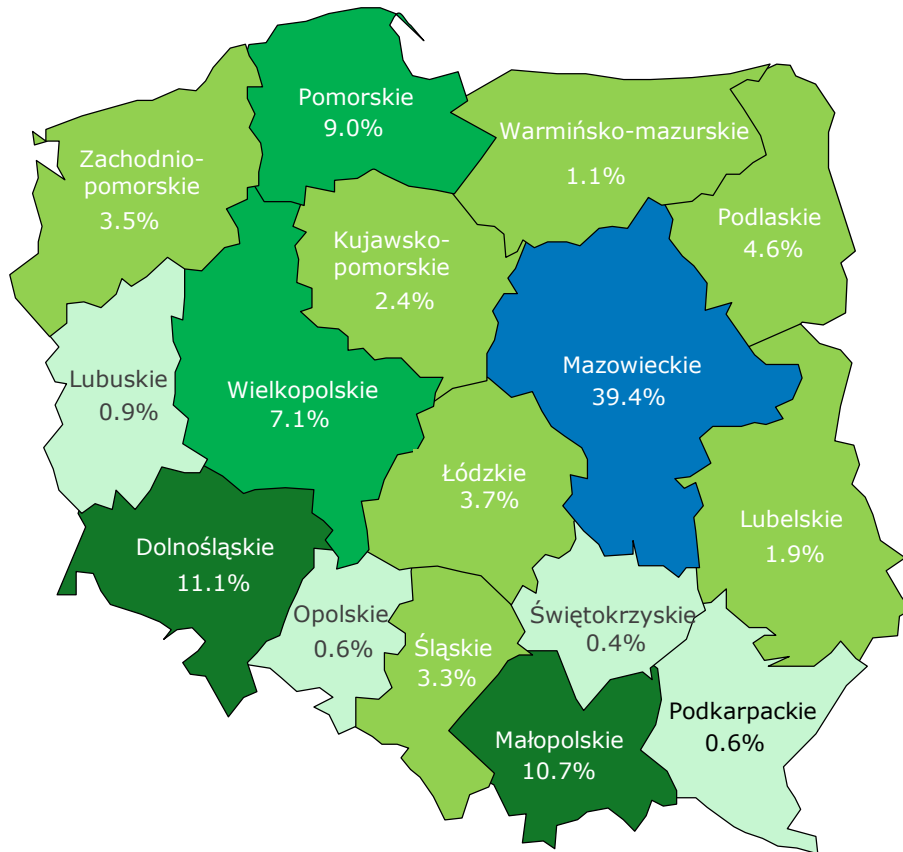 Pomorskie
9.0%
Warmińsko-mazurskie
1.1%
Zachodnio-
pomorskie
3.5%
Podlaskie
4.6%
Kujawsko-
pomorskie
2.4%
Lubuskie
0.9%
Wielkopolskie
7.1%
Mazowieckie
39.4%
Łódzkie
3.7%
Lubelskie
1.9%
Dolnośląskie
11.1%
Opolskie
0.6%
Śląskie
3.3%
Świętokrzyskie
0.4%
Małopolskie
10.7%
Podkarpackie
0.6%